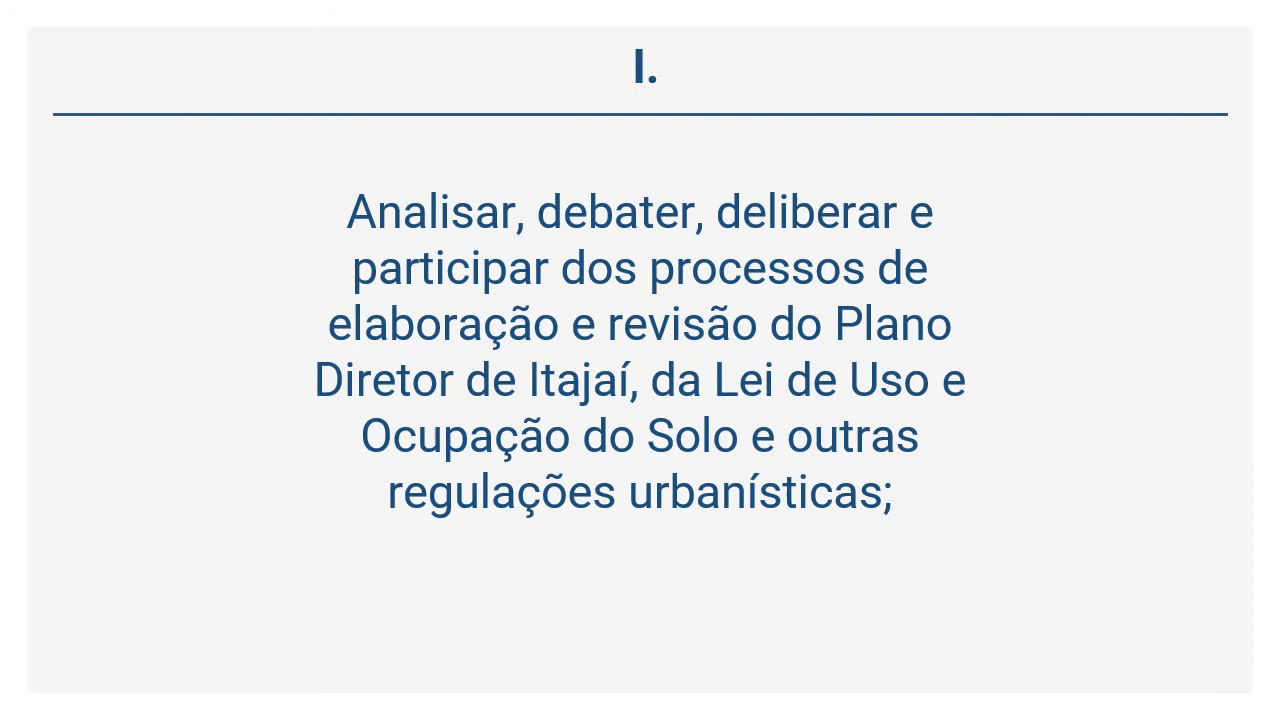 I.
Analisar, debater, deliberar e
participar dos processos de
elaboração e revisão do Plano
Diretor de Itajaí, da Lei de Uso e
Ocupação do Solo e outras
regulações urbanísticas;